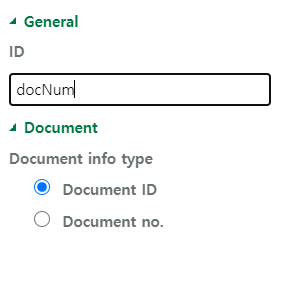 General
ID
docNum
Document
Document info type
Document ID
Document no.